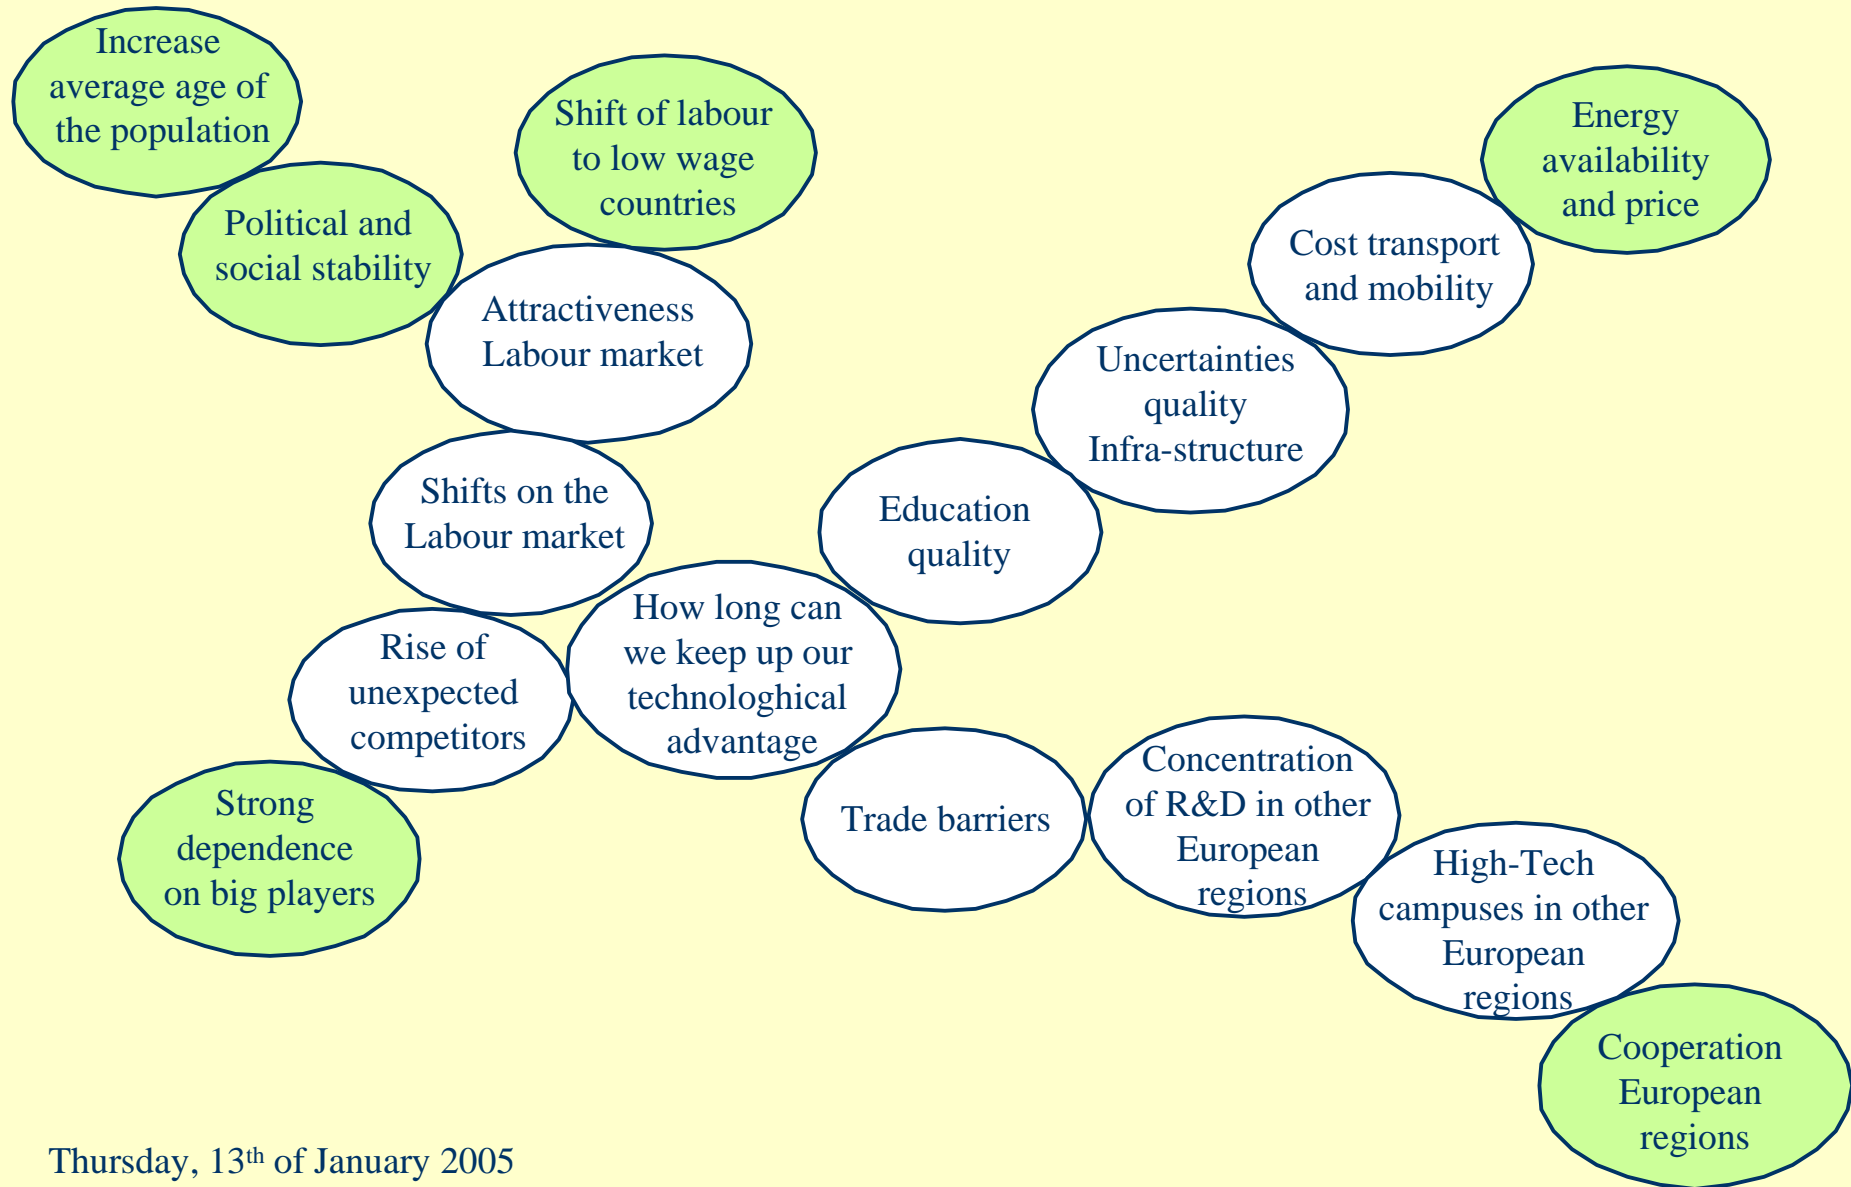 Increase
average age of
the population
Shift of labour
to low wage
countries
Energy
availability
and price
Political and
social stability
Cost transport
and mobility
Attractiveness
Labour market
Uncertainties
quality
Infra-structure
Shifts on the
Labour market
Education
quality
How long can
we keep up our
technologhical
advantage
Rise of
unexpected
competitors
Strong
dependence
on big players
Trade barriers
Concentration
of R&D in other
European
regions
High-Tech
campuses in other
European
regions
Cooperation
European
regions
Thursday, 13th of January 2005